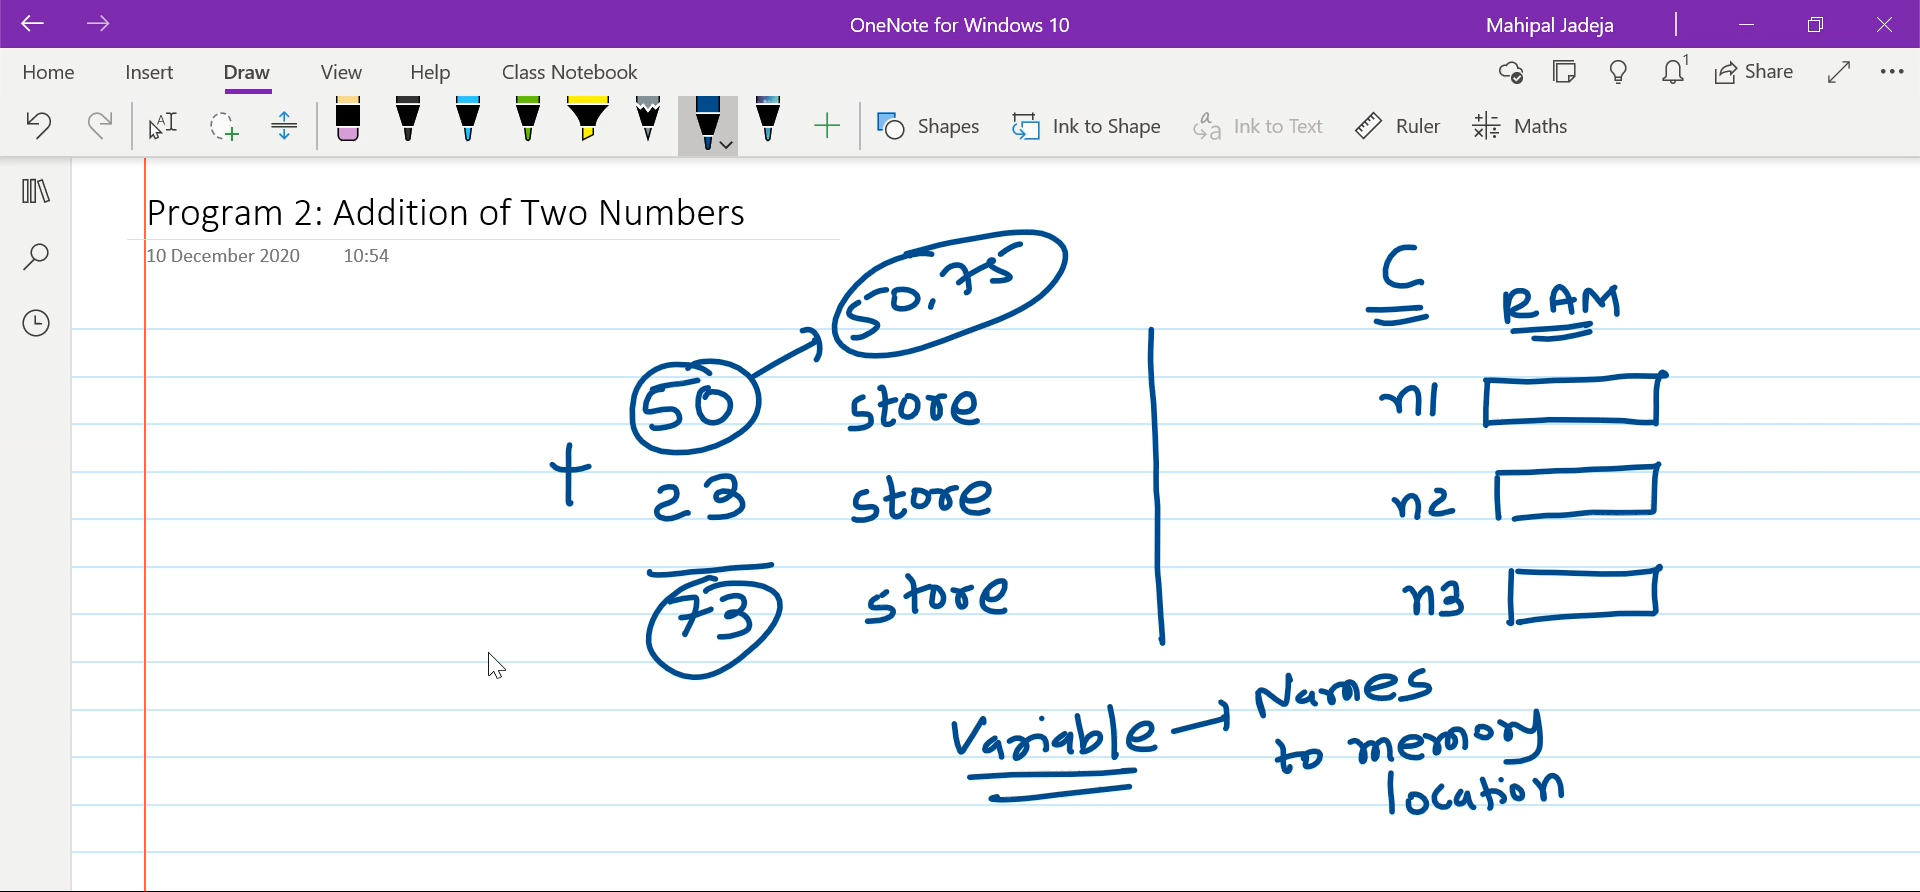 OneNote for Windows 10
Mahipal Jadeja
Home Insert Draw View Help Class Notebook
1
Share
Shapes Ink to Shape Ink to Text Ruler Maths
Program 2: Addition of Two Numbers
10 December 2020 10:54
50.75
C
RAM
50 store
n1
+ 23 store
n2
73 store
n3
Variable → Names
to memory
location